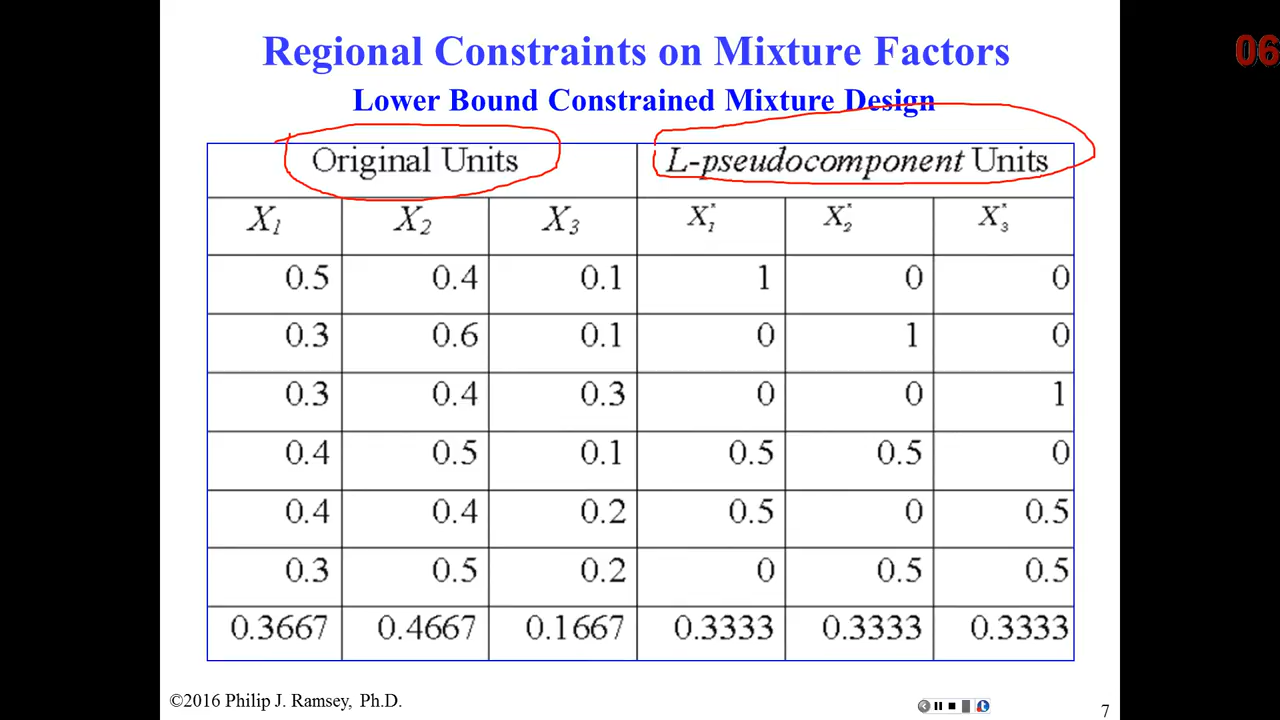 Regional Constraints on Mixture Factors
06
Lower Bound Constrained Mixture Design
Original Units L-pseudocomponent Units
X1 X2 X3 X1* X2* X3*
0.5 0.4 0.1 1 0 0
0.3 0.6 0.1 0 1 0
0.3 0.4 0.3 0 0 1
0.4 0.5 0.1 0.5 0.5 0
0.4 0.4 0.2 0.5 0 0.5
0.3 0.5 0.2 0 0.5 0.5
0.3667 0.4667 0.1667 0.3333 0.3333 0.3333
©2016 Philip J. Ramsey, Ph.D.
7